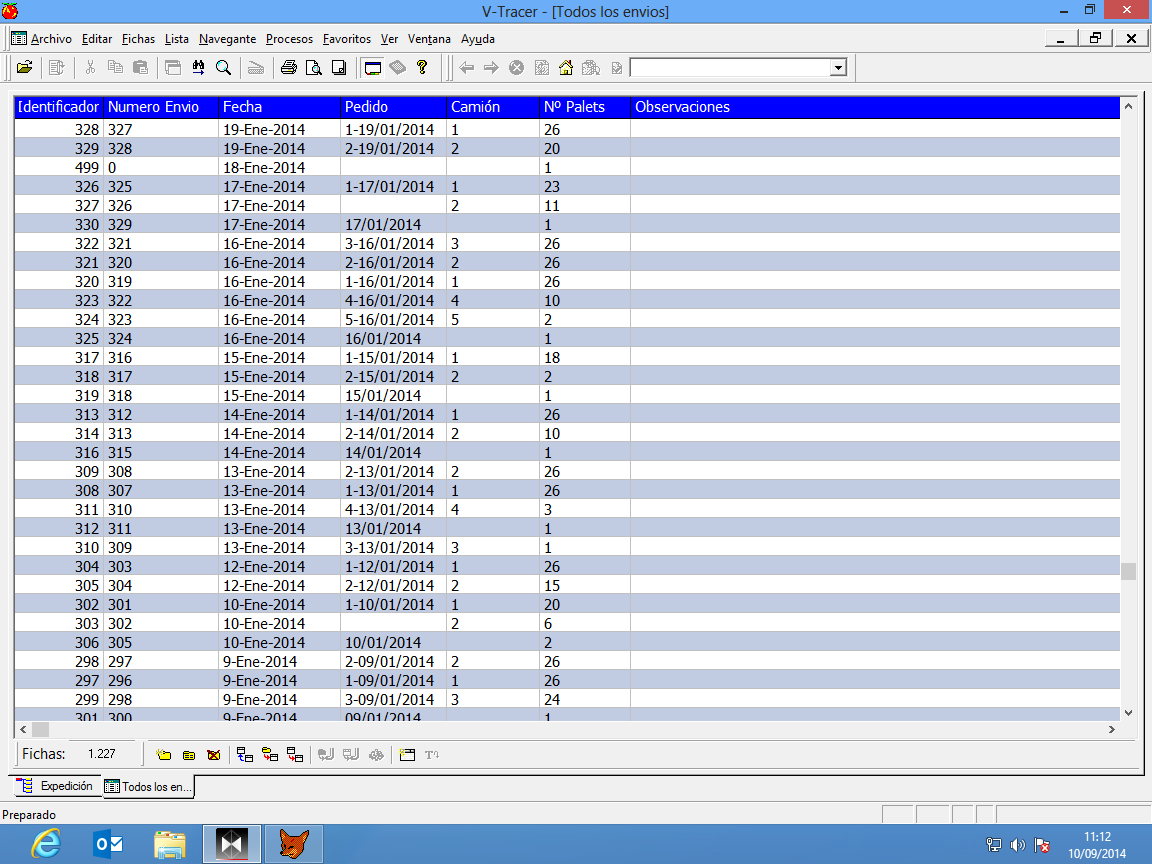 V-Tracer - [Todos los envios]
Archivo Editar Fichas Lista Navegante Procesos Favoritos Ver Ventana Ayuda
Identificador Numero Envio Fecha Pedido Camión Nº Palets Observaciones
328 327 19-Ene-2014 1-19/01/2014 1 26
329 328 19-Ene-2014 2-19/01/2014 2 20
499 0 18-Ene-2014 1
326 325 17-Ene-2014 1-17/01/2014 1 23
327 326 17-Ene-2014 2 11
330 329 17-Ene-2014 17/01/2014 1
322 321 16-Ene-2014 3-16/01/2014 3 26
321 320 16-Ene-2014 2-16/01/2014 2 26
320 319 16-Ene-2014 1-16/01/2014 1 26
323 322 16-Ene-2014 4-16/01/2014 4 10
324 323 16-Ene-2014 5-16/01/2014 5 2
325 324 16-Ene-2014 16/01/2014 1
317 316 15-Ene-2014 1-15/01/2014 1 18
318 317 15-Ene-2014 2-15/01/2014 2 2
319 318 15-Ene-2014 15/01/2014 1
313 312 14-Ene-2014 1-14/01/2014 1 26
314 313 14-Ene-2014 2-14/01/2014 2 10
316 315 14-Ene-2014 14/01/2014 1
309 308 13-Ene-2014 2-13/01/2014 2 26
308 307 13-Ene-2014 1-13/01/2014 1 26
311 310 13-Ene-2014 4-13/01/2014 4 3
312 311 13-Ene-2014 13/01/2014 1
310 309 13-Ene-2014 3-13/01/2014 3 1
304 303 12-Ene-2014 1-12/01/2014 1 26
305 304 12-Ene-2014 2-12/01/2014 2 15
302 301 10-Ene-2014 1-10/01/2014 1 20
303 302 10-Ene-2014 2 6
306 305 10-Ene-2014 10/01/2014 2
298 297 9-Ene-2014 2-09/01/2014 2 26
297 296 9-Ene-2014 1-09/01/2014 1 26
299 298 9-Ene-2014 3-09/01/2014 3 24
301 300 9-Ene-2014 09/01/2014 1
Fichas: 1.227
Expedición Todos los en...
Preparado
11:12
10/09/2014